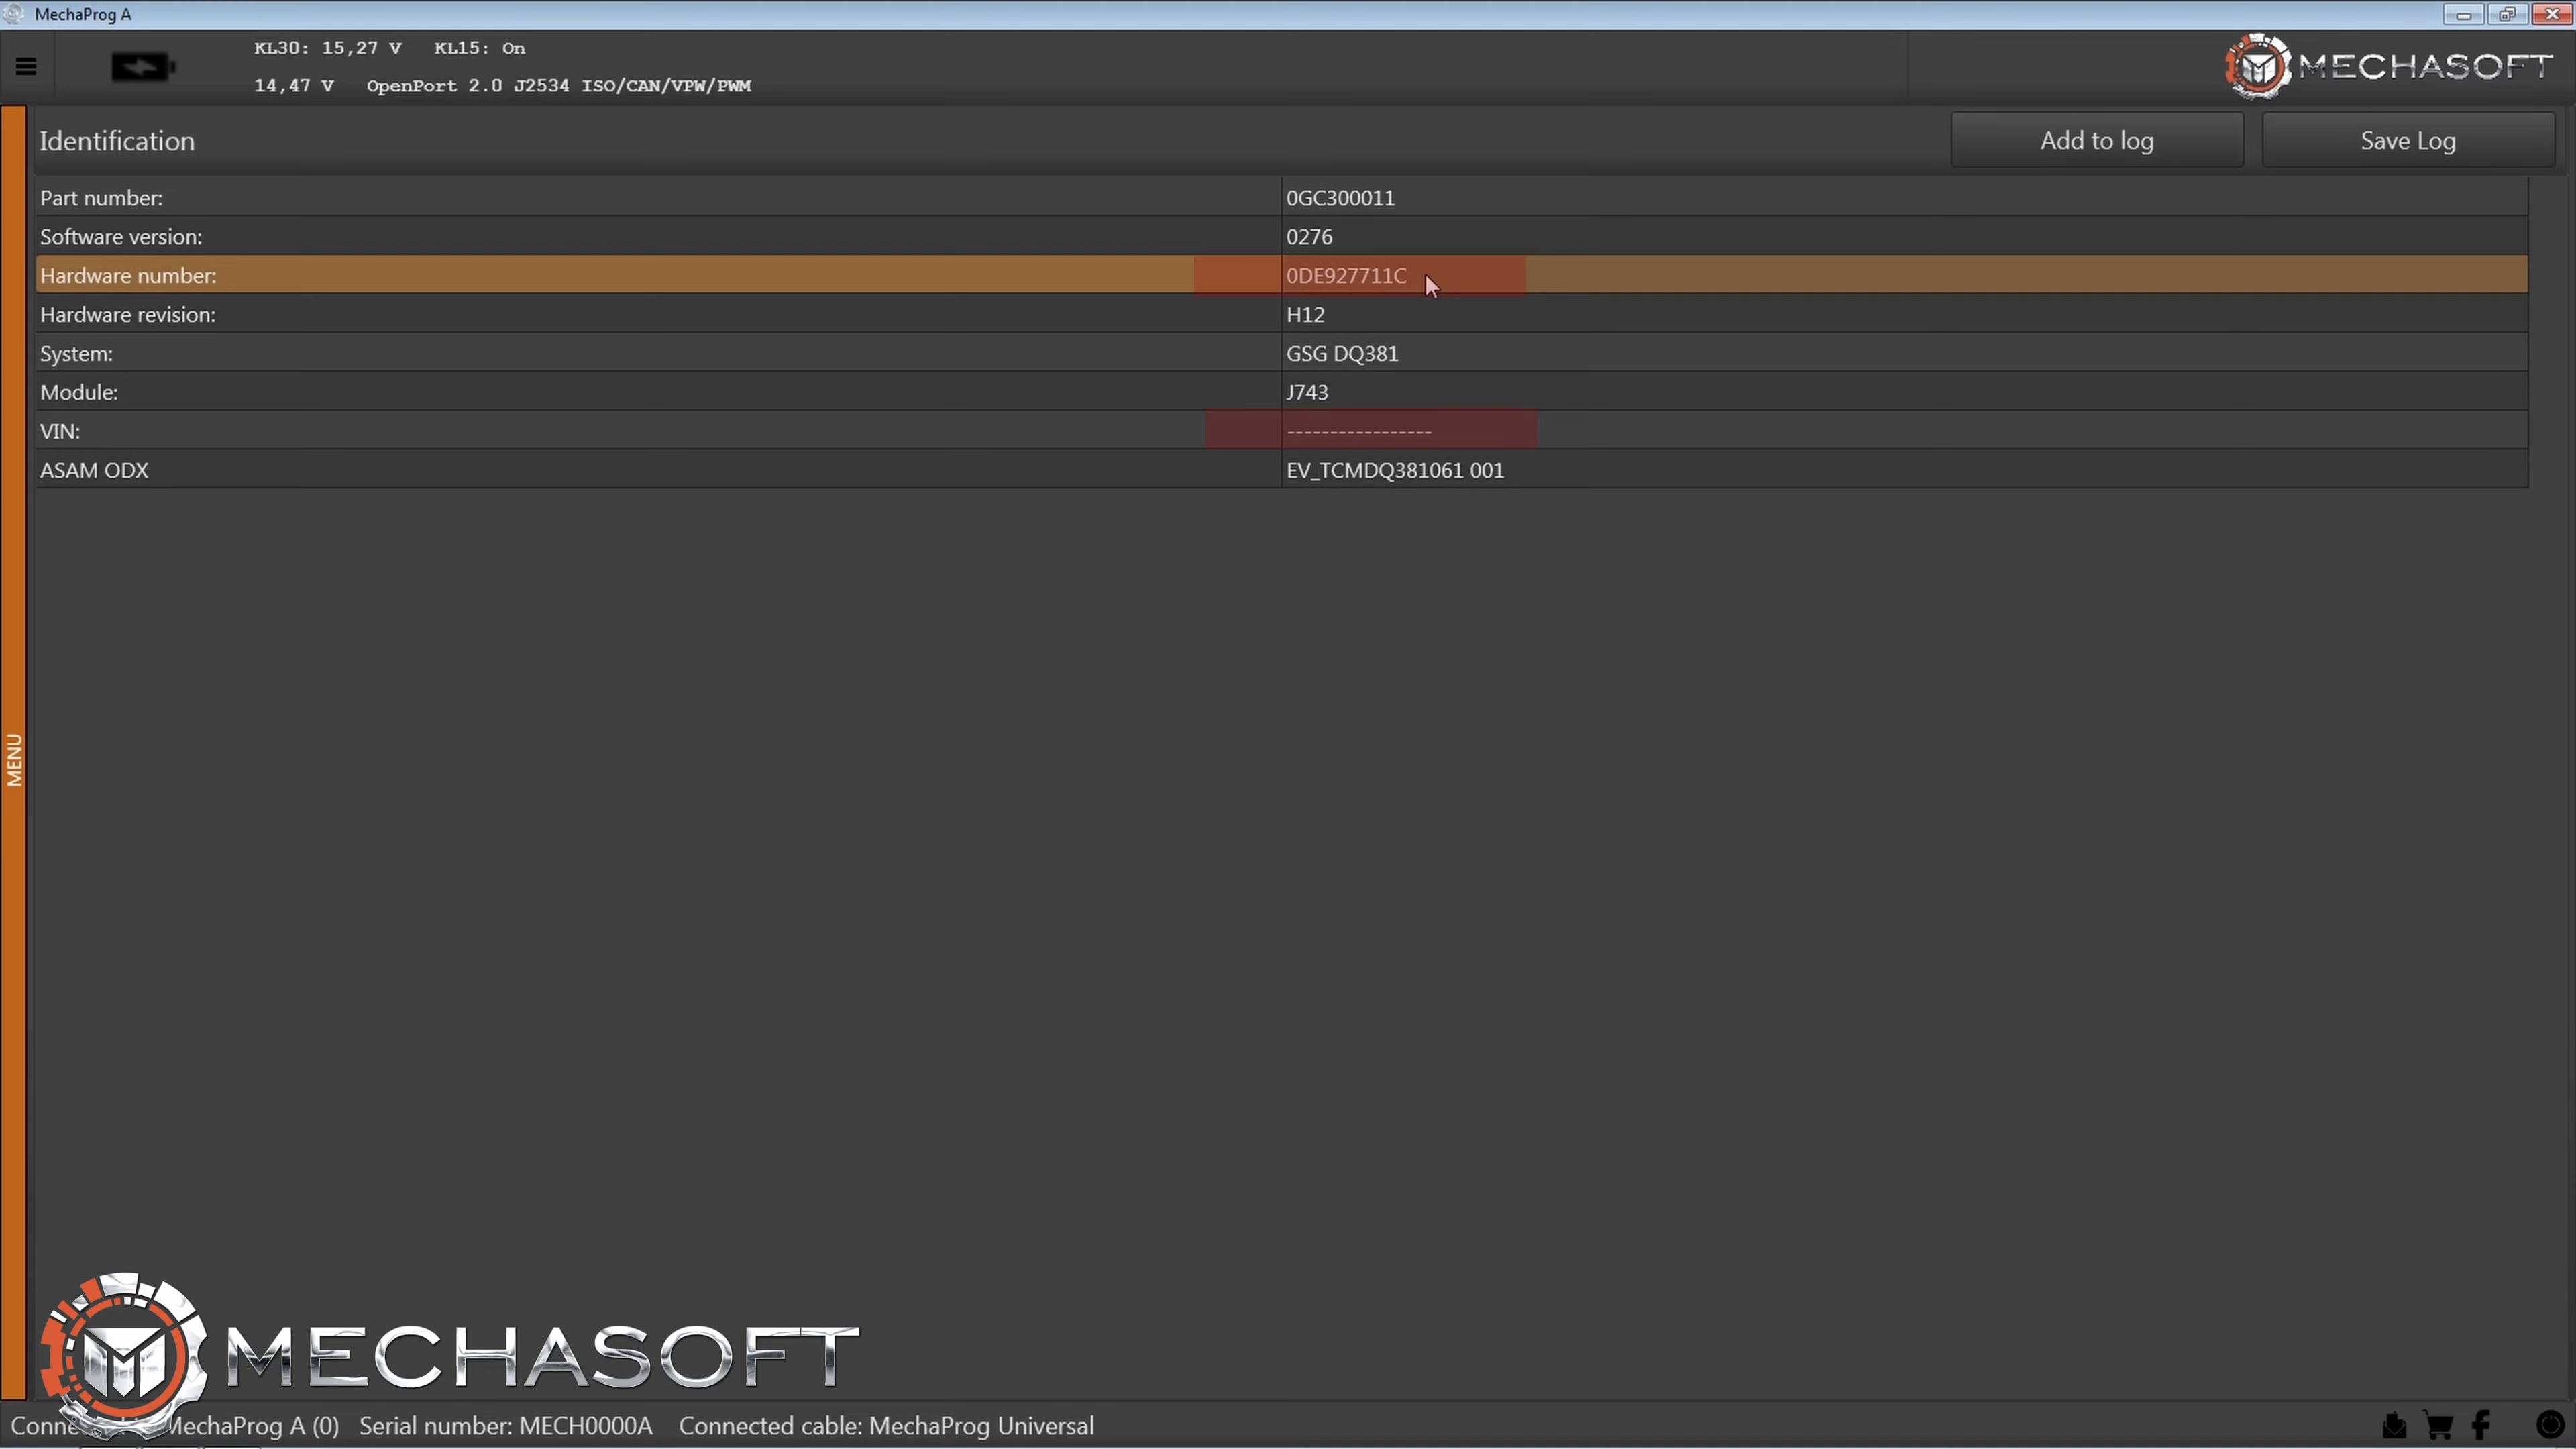 MechaProg A
KL30: 15,27 V KL15: On
14,47 V OpenPort 2.0 J2534 ISO/CAN/VPW/PWM
MECHASOFT
Identification
Add to log
Save Log
Part number: 0GC300011
Software version: 0276
Hardware number: 0DE927711C
Hardware revision: H12
System: GSG DQ381
Module: J743
VIN: -----------------
ASAM ODX EV_TCMDQ381061 001
MENU
MECHASOFT
MechaProg A (0) Serial number: MECH0000A Connected cable: MechaProg Universal